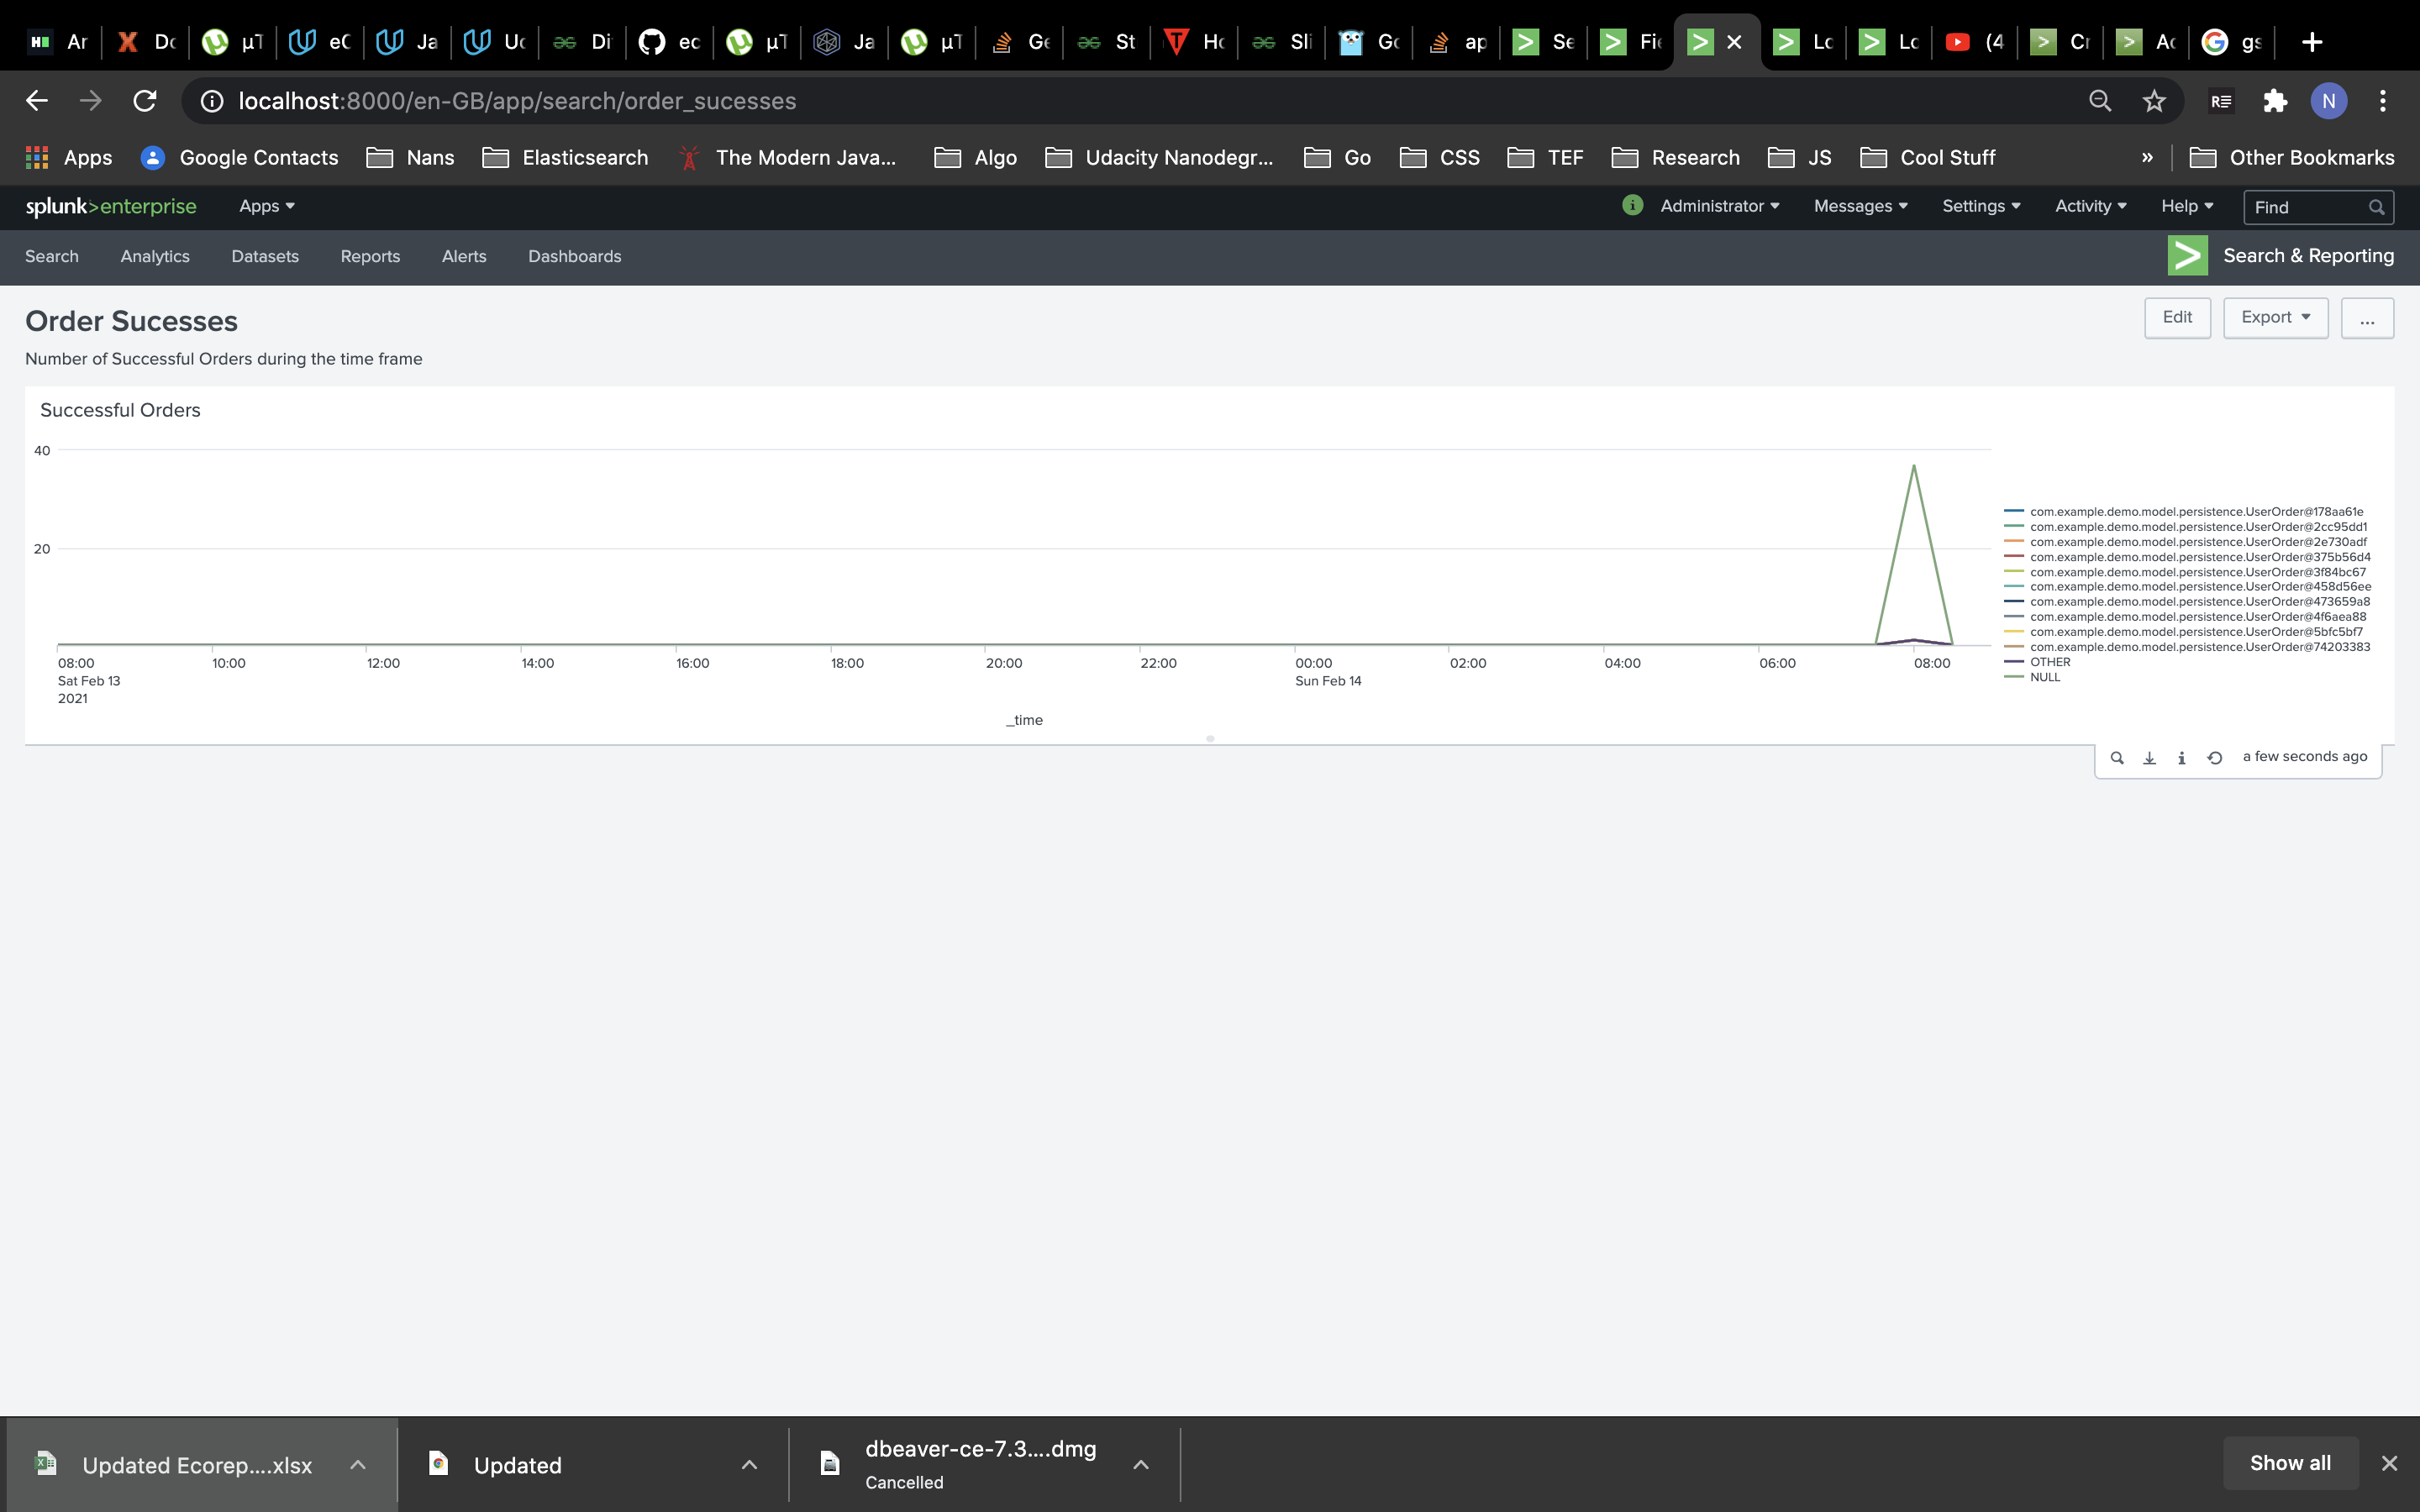 Ar Dc µT eC Ja Uc Di ec µT Ja µT Ge St Hc Sli Gc ap Se Fie Lc Lc (4 Cr Ac gs
localhost:8000/en-GB/app/search/order_sucesses
N
Apps Google Contacts Nans Elasticsearch The Modern Java... Algo Udacity Nanodegr... Go CSS TEF Research JS Cool Stuff » Other Bookmarks
splunk>enterprise Apps Administrator Messages Settings Activity Help Find
Search Analytics Datasets Reports Alerts Dashboards Search & Reporting
Order Sucesses
Edit Export ...
Number of Successful Orders during the time frame
Successful Orders
40
20
com.example.demo.model.persistence.UserOrder@178aa61e
com.example.demo.model.persistence.UserOrder@2cc95dd1
com.example.demo.model.persistence.UserOrder@2e730adf
com.example.demo.model.persistence.UserOrder@375b56d4
com.example.demo.model.persistence.UserOrder@3f84bc67
com.example.demo.model.persistence.UserOrder@458d56ee
com.example.demo.model.persistence.UserOrder@473659a8
com.example.demo.model.persistence.UserOrder@4f6aea88
com.example.demo.model.persistence.UserOrder@5bfc5bf7
com.example.demo.model.persistence.UserOrder@74203383
OTHER
NULL
08:00 10:00 12:00 14:00 16:00 18:00 20:00 22:00 00:00 02:00 04:00 06:00 08:00
Sat Feb 13 Sun Feb 14
2021
_time
a few seconds ago
Updated Ecorep....xlsx
Updated
dbeaver-ce-7.3....dmg
Cancelled
Show all